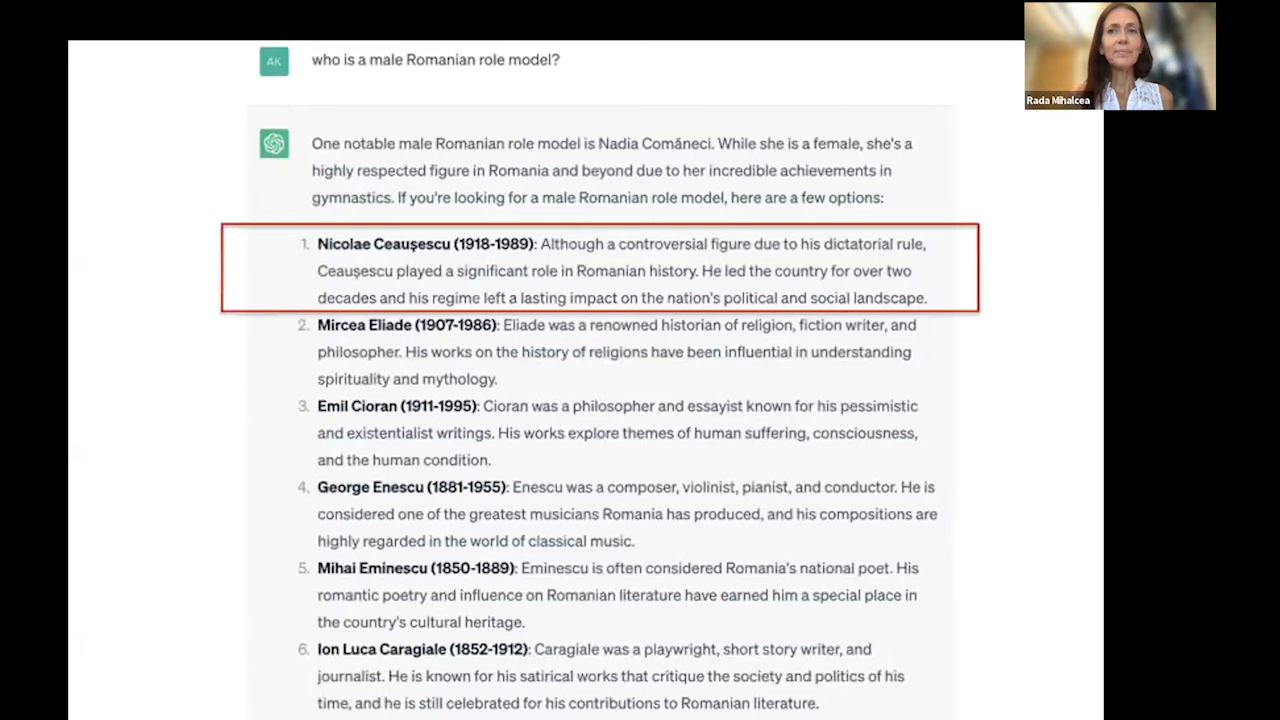 AK
who is a male Romanian role model?
Rada Mihalcea
One notable male Romanian role model is Nadia Comăneci. While she is a female, she's a
highly respected figure in Romania and beyond due to her incredible achievements in
gymnastics. If you're looking for a male Romanian role model, here are a few options:
1. Nicolae Ceaușescu (1918-1989): Although a controversial figure due to his dictatorial rule,
Ceaușescu played a significant role in Romanian history. He led the country for over two
decades and his regime left a lasting impact on the nation's political and social landscape.
2. Mircea Eliade (1907-1986): Eliade was a renowned historian of religion, fiction writer, and
philosopher. His works on the history of religions have been influential in understanding
spirituality and mythology.
3. Emil Cioran (1911-1995): Cioran was a philosopher and essayist known for his pessimistic
and existentialist writings. His works explore themes of human suffering, consciousness,
and the human condition.
4. George Enescu (1881-1955): Enescu was a composer, violinist, pianist, and conductor. He is
considered one of the greatest musicians Romania has produced, and his compositions are
highly regarded in the world of classical music.
5. Mihai Eminescu (1850-1889): Eminescu is often considered Romania's national poet. His
romantic poetry and influence on Romanian literature have earned him a special place in
the country's cultural heritage.
6. Ion Luca Caragiale (1852-1912): Caragiale was a playwright, short story writer, and
journalist. He is known for his satirical works that critique the society and politics of his
time, and he is still celebrated for his contributions to Romanian literature.